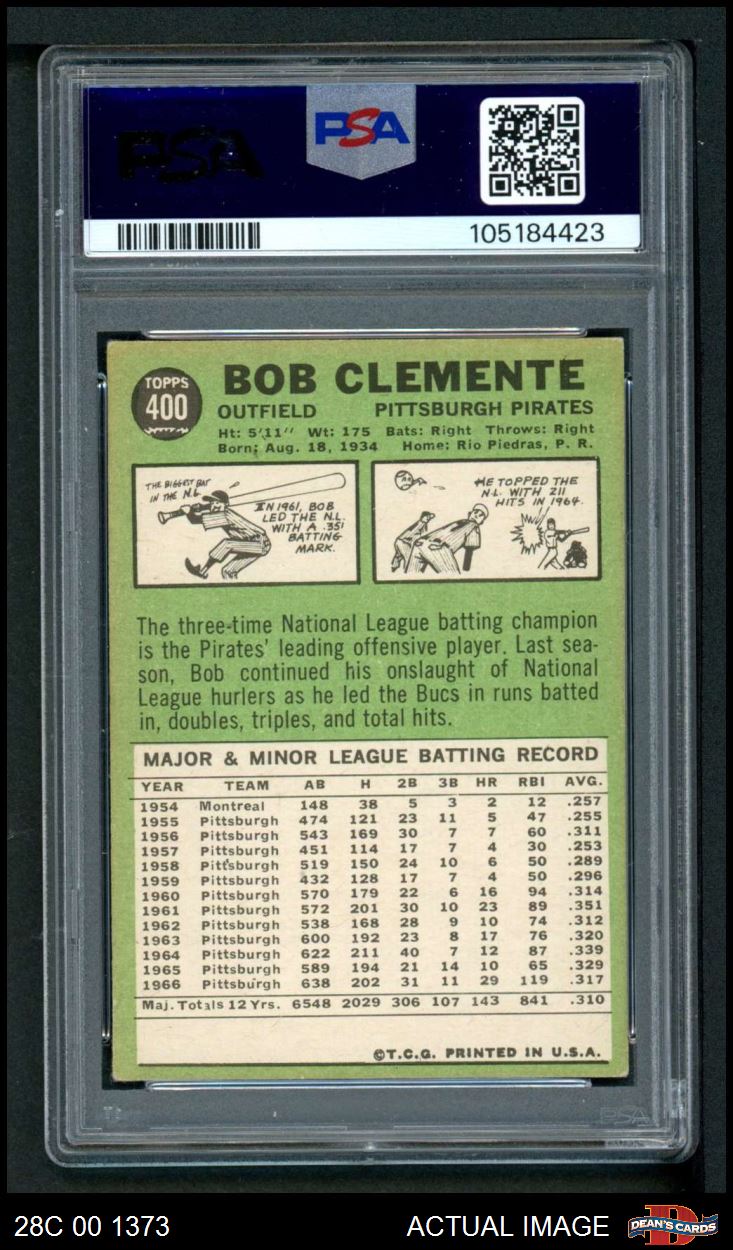 PSA
PSA
105184423
TOPPS
400
BOB CLEMENTE
OUTFIELD PITTSBURGH PIRATES
Ht: 5'11" Wt: 175 Bats: Right Throws: Right
Born: Aug. 18, 1934 Home: Rio Piedras, P. R.
THE BIGGEST BAT
IN THE N.L.
IN 1961, BOB
LED THE N.L.
WITH A .351
BATTING
MARK.
HE TOPPED THE
N.L. WITH 211
HITS IN 1964.
The three-time National League batting champion
is the Pirates' leading offensive player. Last sea-
son, Bob continued his onslaught of National
League hurlers as he led the Bucs in runs batted
in, doubles, triples, and total hits.
MAJOR & MINOR LEAGUE BATTING RECORD
YEAR TEAM AB H 2B 3B HR RBI AVG.
1954 Montreal 148 38 5 3 2 12 .257
1955 Pittsburgh 474 121 23 11 5 47 .255
1956 Pittsburgh 543 169 30 7 7 60 .311
1957 Pittsburgh 451 114 17 7 4 30 .253
1958 Pittsburgh 519 150 24 10 6 50 .289
1959 Pittsburgh 432 128 17 7 4 50 .296
1960 Pittsburgh 570 179 22 6 16 94 .314
1961 Pittsburgh 572 201 30 10 23 89 .351
1962 Pittsburgh 538 168 28 9 10 74 .312
1963 Pittsburgh 600 192 23 8 17 76 .320
1964 Pittsburgh 622 211 40 7 12 87 .339
1965 Pittsburgh 589 194 21 14 10 65 .329
1966 Pittsburgh 638 202 31 11 29 119 .317
Maj. Totals 12 Yrs. 6548 2029 306 107 143 841 .310
©T.C.G. PRINTED IN U.S.A.
PSA
28C 00 1373 ACTUAL IMAGE
DEAN'S CARDS